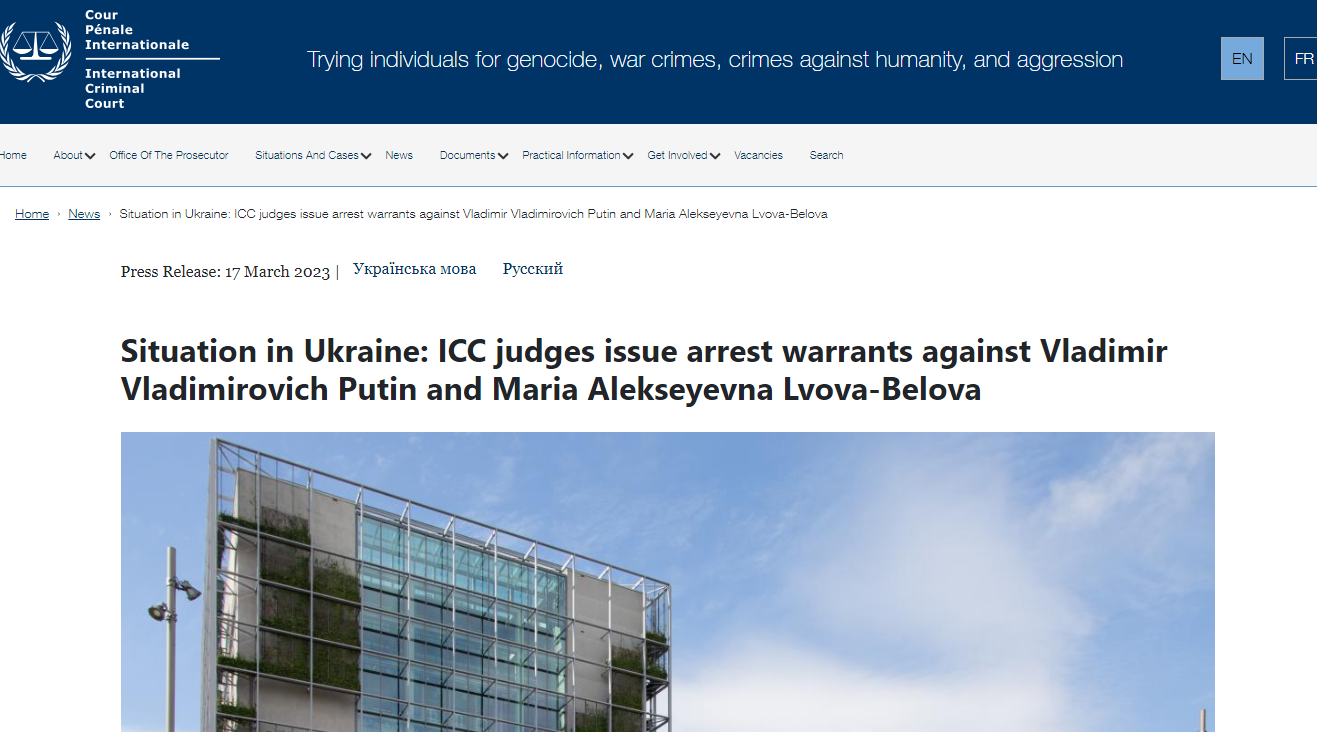 Cour
Pénale
Internationale
International
Criminal
Court
Trying individuals for genocide, war crimes, crimes against humanity, and aggression
EN
FR
Home
About
Office Of The Prosecutor
Situations And Cases
News
Documents
Practical Information
Get Involved
Vacancies
Search
Home › News › Situation in Ukraine: ICC judges issue arrest warrants against Vladimir Vladimirovich Putin and Maria Alekseyevna Lvova-Belova
Press Release: 17 March 2023 | Українська мова Русский
Situation in Ukraine: ICC judges issue arrest warrants against Vladimir
Vladimirovich Putin and Maria Alekseyevna Lvova-Belova